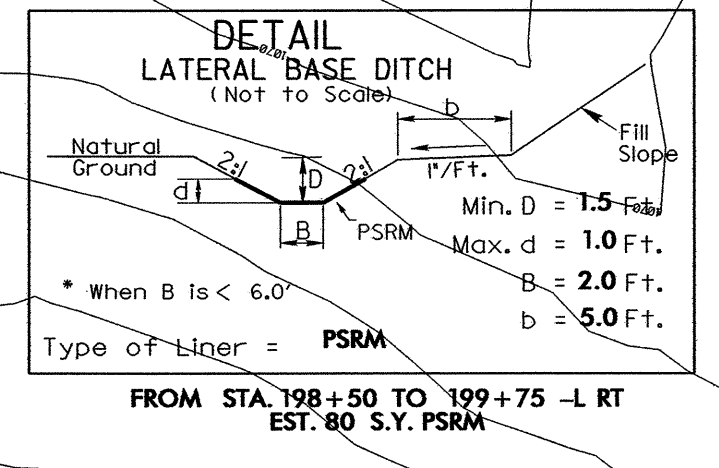 DETAIL
LATERAL BASE DITCH
(Not to Scale)
1070
b
Natural
Ground
2:1
D
2:1
1"/Ft.
Fill
Slope
d
B
PSRM
Min. D = 1.5 Ft.
1070
Max. d = 1.0 Ft.
B = 2.0 Ft.
b = 5.0 Ft.
* When B is < 6.0'
Type of Liner = PSRM
FROM STA. 198+50 TO 199+75 -L RT
EST. 80 S.Y. PSRM